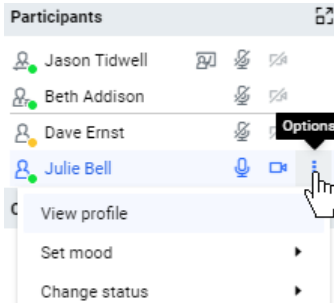 Participants
Jason Tidwell
Beth Addison
Dave Ernst
Options
Julie Bell
View profile
Set mood
Change status